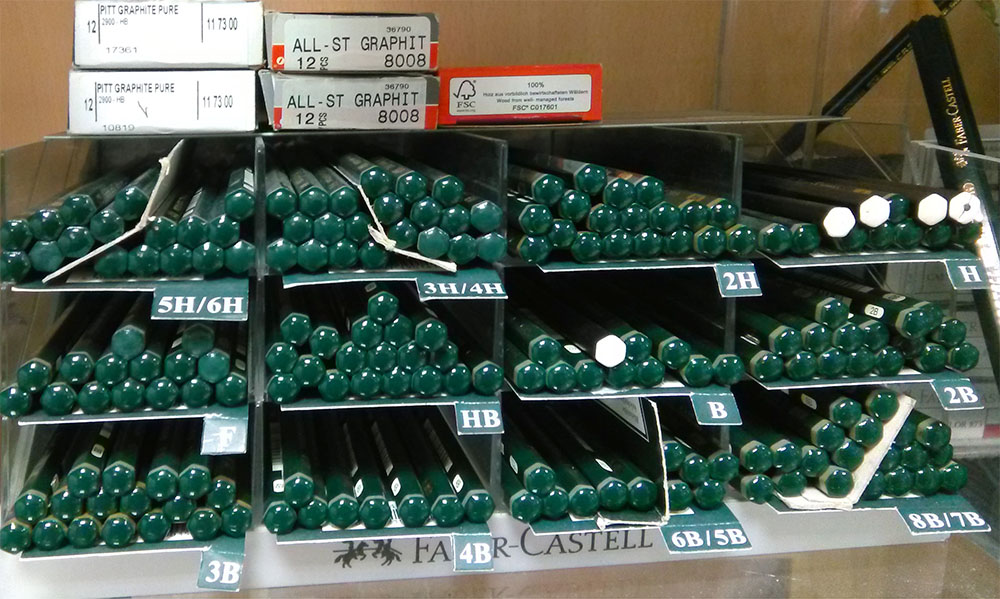 PITT GRAPHITE PURE
12 2900 - HB 11 73.00
17361
36790
ALL-ST GRAPHIT
12 PCS 8008
PITT GRAPHITE PURE
12 2900 - HB 11 73.00
10819
36790
ALL-ST GRAPHIT
12 PCS 8008
FSC
100%
Holz aus vorbildlich bewirtschafteten Wäldern
Wood from well-managed forests
FSC® C017601
FABER CASTELL
5H/6H
3H/4H
2H
H
2B
F
HB
B
2B
3B
4B
6B/5B
8B/7B